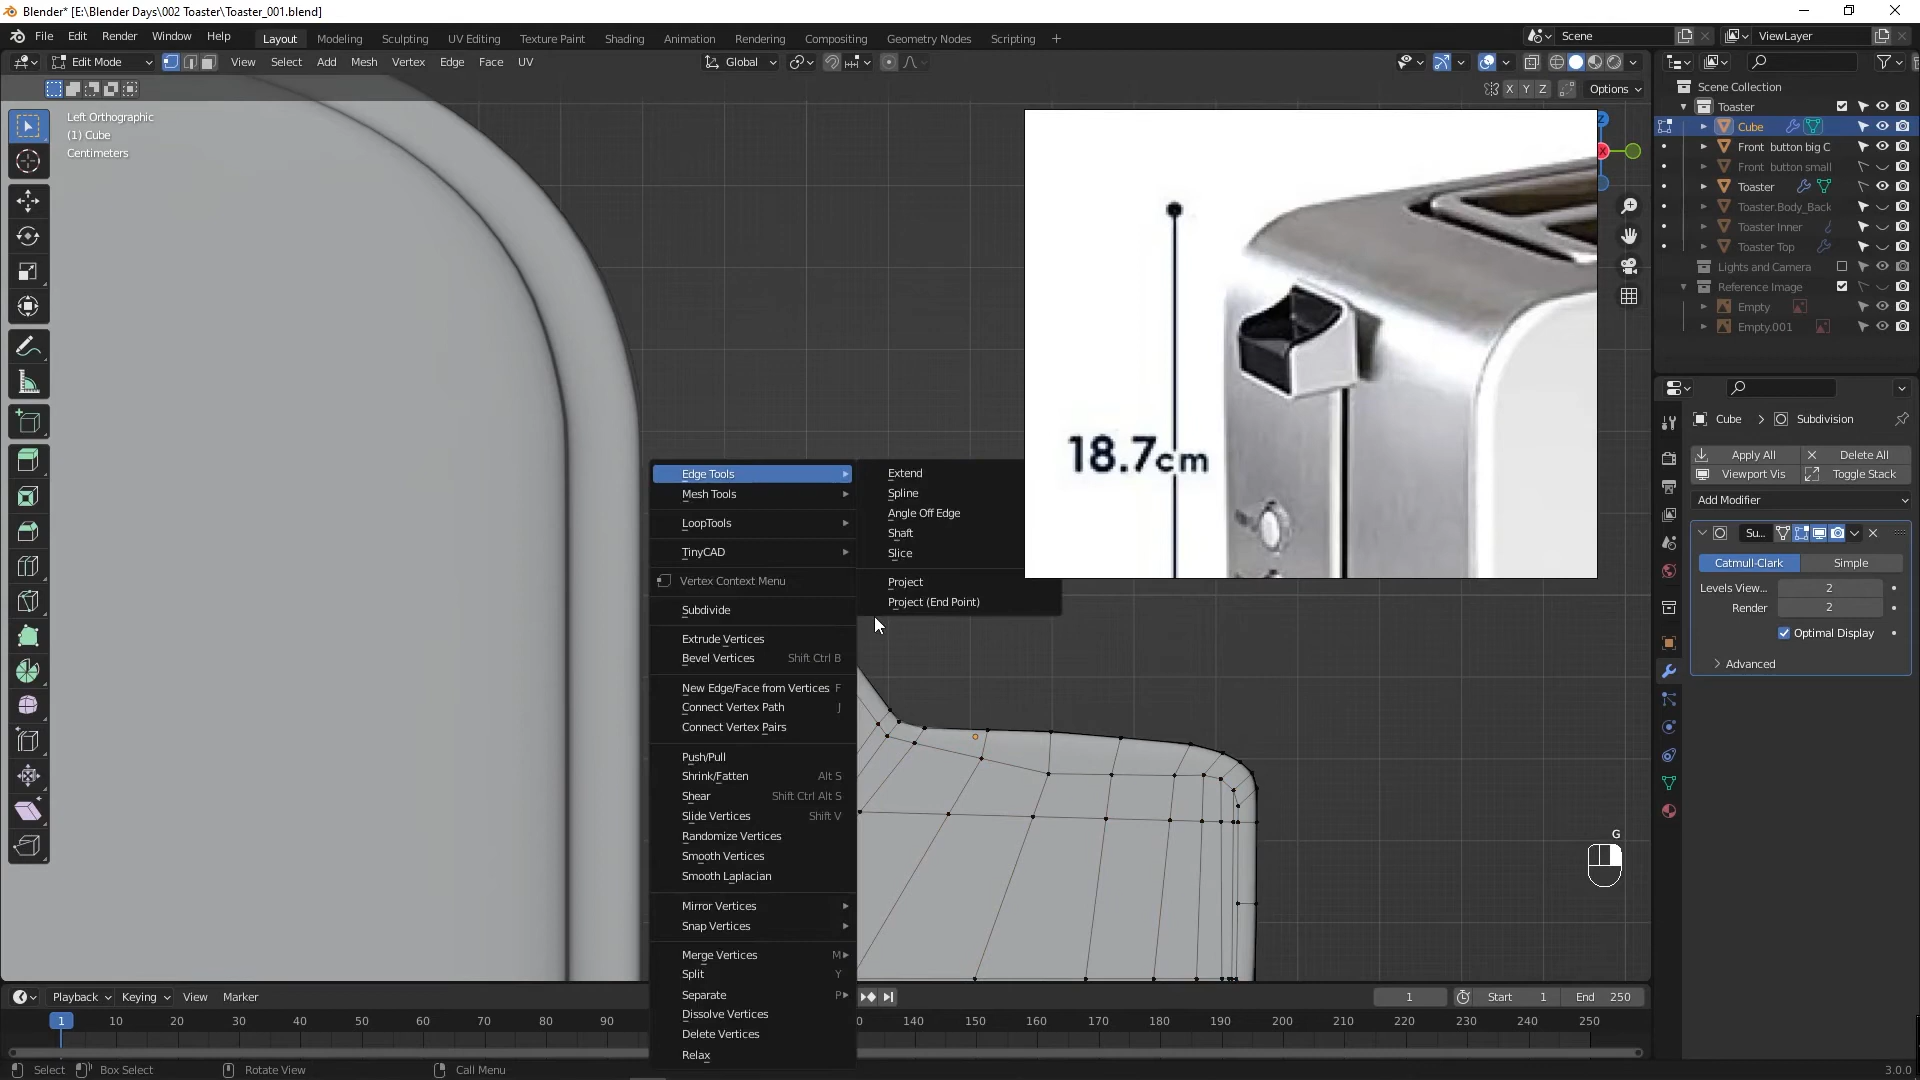 Blender* [E:\Blender Days\002 Toaster\Toaster_001.blend]
File Edit Render Window Help Layout Modeling Sculpting UV Editing Texture Paint Shading Animation Rendering Compositing Geometry Nodes Scripting + Scene ViewLayer
Edit Mode View Select Add Mesh Vertex Edge Face UV Global
X Y Z Options
Left Orthographic
(1) Cube
Centimeters
Scene Collection
Toaster
Cube
Front button big C
Front button small
Toaster
Toaster.Body_Back
Toaster Inner
Toaster Top
Lights and Camera
Reference Image
Empty
Empty.001
Z
X
18.7cm
Edge Tools
Mesh Tools
LoopTools
TinyCAD
Vertex Context Menu
Subdivide
Extrude Vertices
Bevel Vertices Shift Ctrl B
New Edge/Face from Vertices F
Connect Vertex Path J
Connect Vertex Pairs
Push/Pull
Shrink/Fatten Alt S
Shear Shift Ctrl Alt S
Slide Vertices Shift V
Randomize Vertices
Smooth Vertices
Smooth Laplacian
Mirror Vertices
Snap Vertices
Merge Vertices M
Split Y
Separate P
Dissolve Vertices
Delete Vertices
Relax
Extend
Spline
Angle Off Edge
Shaft
Slice
Project
Project (End Point)
Cube > Subdivision
Apply All Delete All
Viewport Vis Toggle Stack
Add Modifier
Su...
Catmull-Clark Simple
Levels View... 2
Render 2
Optimal Display
Advanced
G
Playback Keying View Marker 1 Start 1 End 250
1 10 20 30 40 50 60 70 80 90 0 140 150 160 170 180 190 200 210 220 230 240 250
Select Box Select Rotate View Call Menu 3.0.0